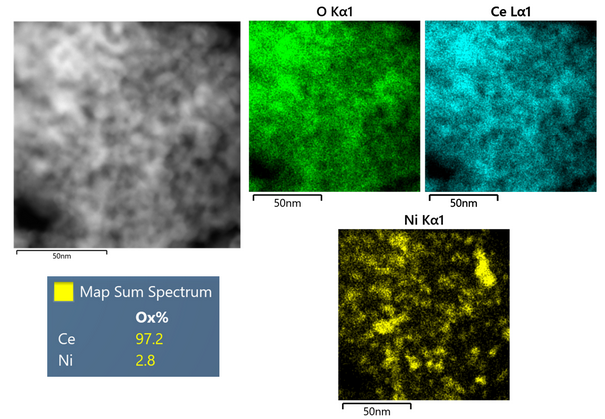 O Kα1
Ce Lα1
50nm
50nm
50nm
Ni Kα1
Map Sum Spectrum
Ox%
Ce 97.2
Ni 2.8
50nm